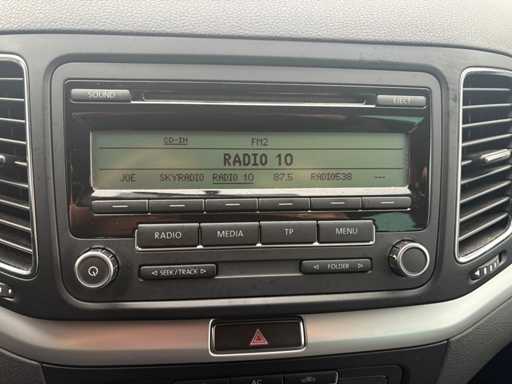 SOUND EJECT
CD-IN FM2
RADIO 10
JOE SKYRADIO RADIO 10 87.5 RADIO538 ---
RADIO MEDIA TP MENU
SEEK/TRACK FOLDER
AC